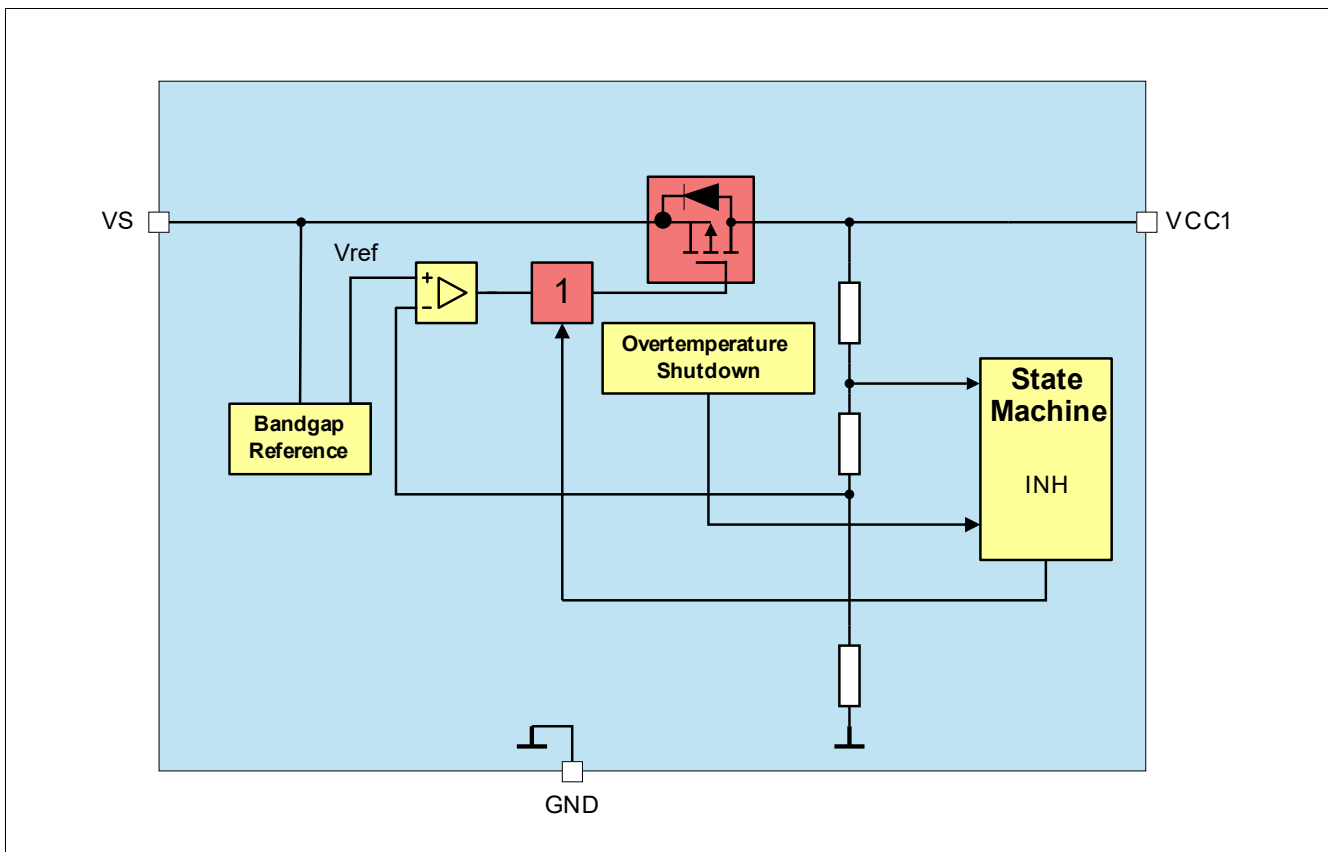 VS
VCC1
Vref
+
-
1
Overtemperature
Shutdown
State
Machine
INH
Bandgap
Reference
GND